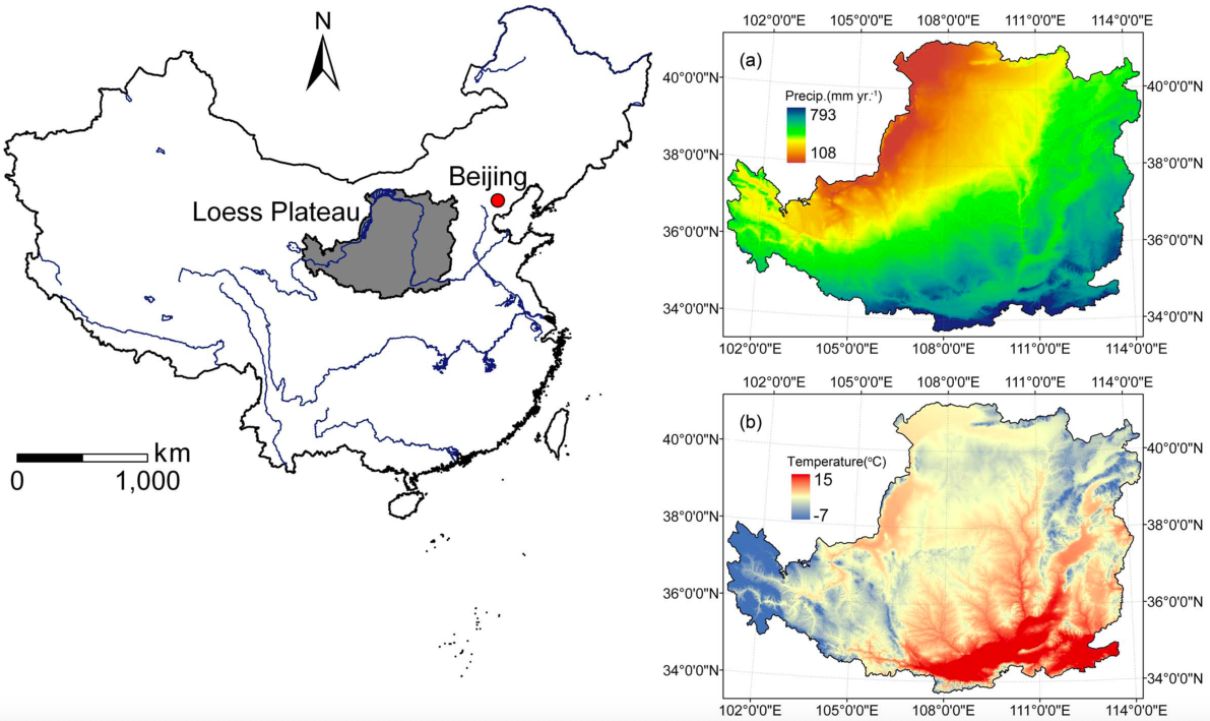 N
Beijing
Loess Plateau
km
0 1,000
102°0'0"E 105°0'0"E 108°0'0"E 111°0'0"E 114°0'0"E
(a)
40°0'0"N 40°0'0"N
Precip.(mm yr.-1)
793
108
38°0'0"N 38°0'0"N
36°0'0"N 36°0'0"N
34°0'0"N 34°0'0"N
102°0'0"E 105°0'0"E 108°0'0"E 111°0'0"E 114°0'0"E
102°0'0"E 105°0'0"E 108°0'0"E 111°0'0"E 114°0'0"E
(b)
40°0'0"N 40°0'0"N
Temperature(°C)
15
-7
38°0'0"N 38°0'0"N
36°0'0"N 36°0'0"N
34°0'0"N 34°0'0"N
102°0'0"E 105°0'0"E 108°0'0"E 111°0'0"E 114°0'0"E